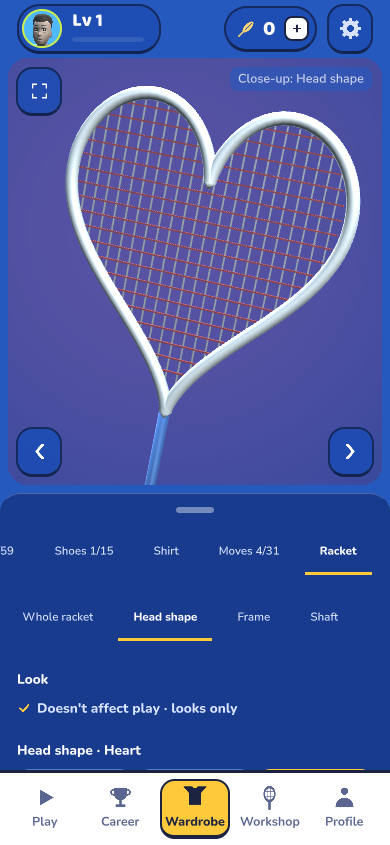 Lv 1
0
Close-up: Head shape
/59
Shoes 1/15
Shirt
Moves 4/31
Racket
Whole racket
Head shape
Frame
Shaft
Look
Doesn't affect play · looks only
Head shape · Heart
Play
Career
Wardrobe
Workshop
Profile